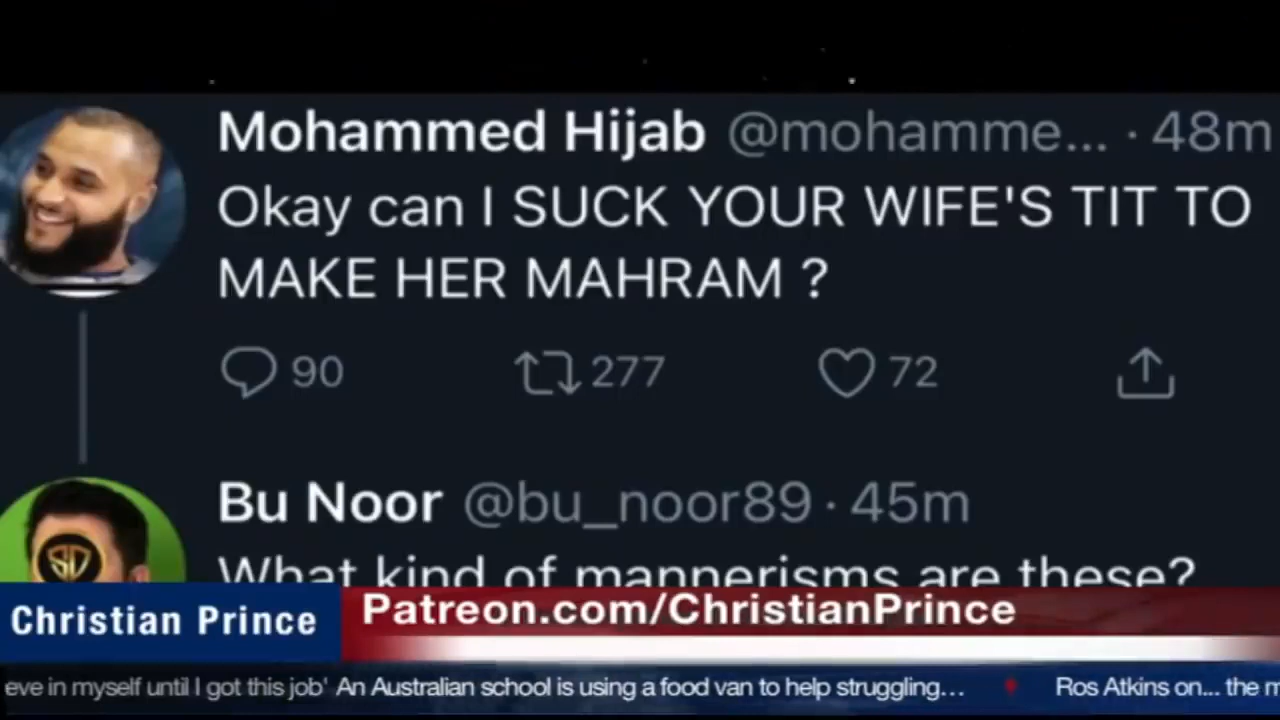 Mohammed Hijab @mohamme... · 48m
Okay can I SUCK YOUR WIFE'S TIT TO
MAKE HER MAHRAM ?
90 277 72
Bu Noor @bu_noor89 · 45m
What kind of mannerisms are these?
SD
Christian Prince
Patreon.com/ChristianPrince
eve in myself until I got this job' An Australian school is using a food van to help struggling... Ros Atkins on... the m